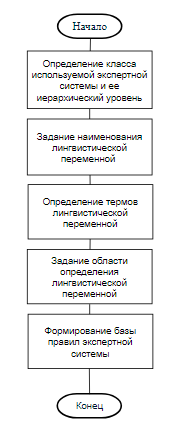 Начало
Определение класса
используемой экспертной
системы и ее
иерархический уровень
Задание наименования
лингвистической
переменной
Определение термов
лингвистической
переменной
Задание области
определения
лингвистической
переменной
Формирование базы
правил экспертной
системы
Конец